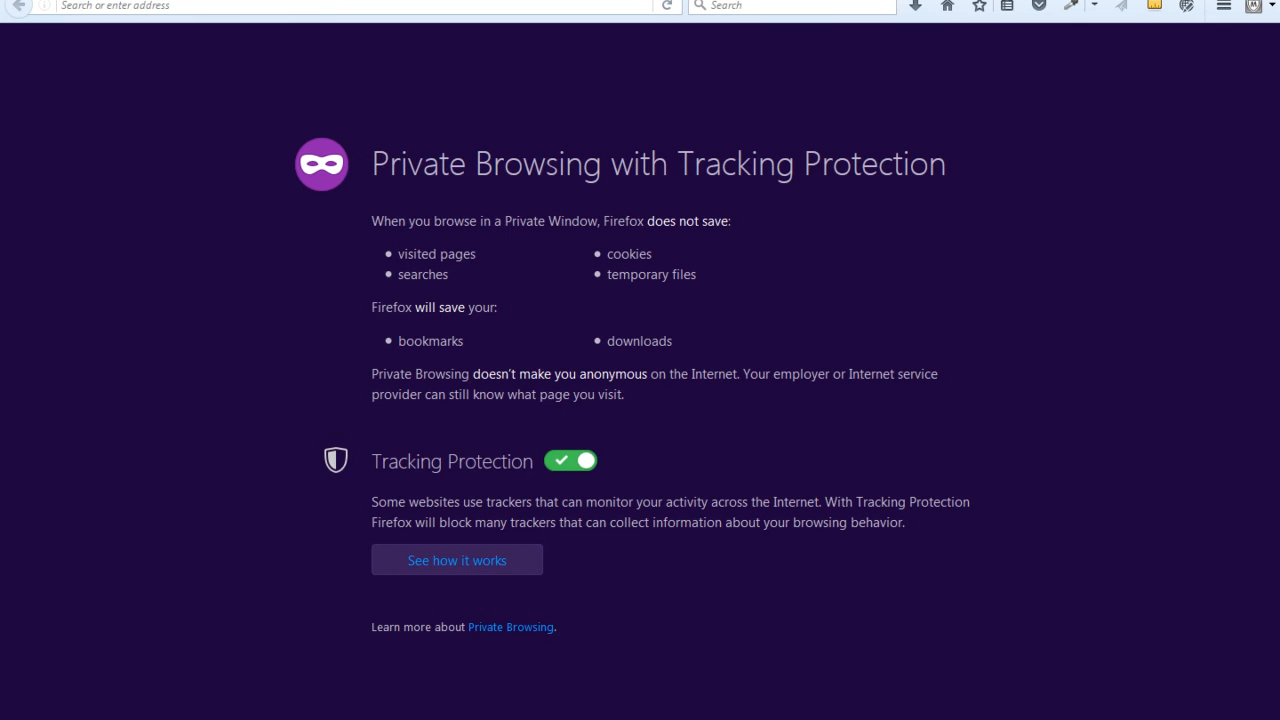 Search or enter address
Search
Private Browsing with Tracking Protection
When you browse in a Private Window, Firefox does not save:
visited pages
cookies
searches
temporary files
Firefox will save your:
bookmarks
downloads
Private Browsing doesn't make you anonymous on the Internet. Your employer or Internet service
provider can still know what page you visit.
Tracking Protection
Some websites use trackers that can monitor your activity across the Internet. With Tracking Protection
Firefox will block many trackers that can collect information about your browsing behavior.
See how it works
Learn more about Private Browsing.